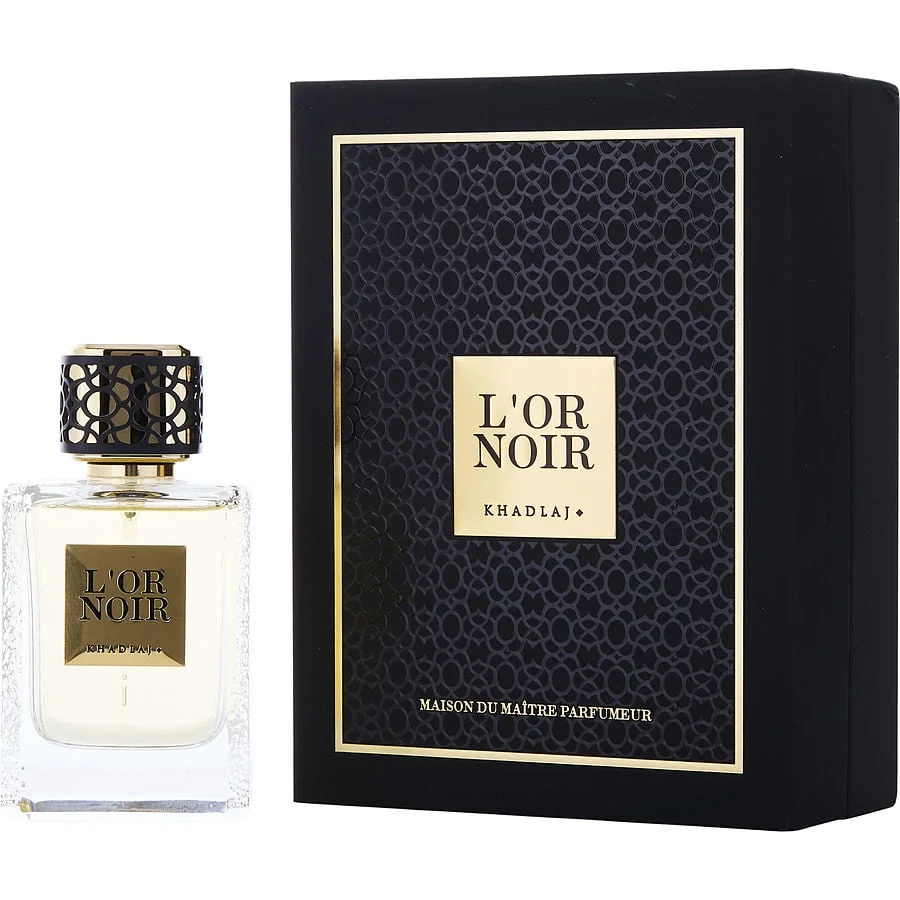 L'OR
NOIR
KHADLAJ
L'OR
NOIR
KHADLAJ
MAISON DU MAÎTRE PARFUMEUR